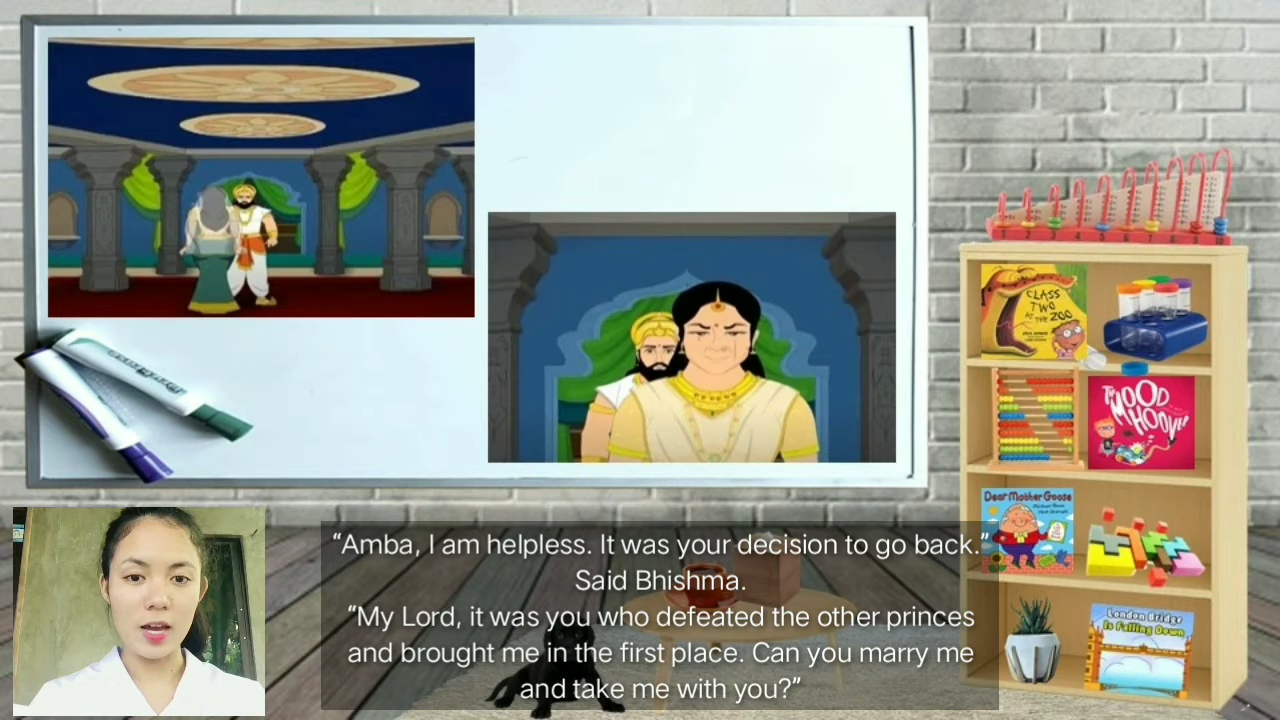 CLASS
TWO
AT THE ZOO
THE
MOOD
HOOVER
DEAR MOTHER GOOSE
London Bridge
Is Falling Down
“Amba, I am helpless. It was your decision to go back.”
Said Bhishma.
“My Lord, it was you who defeated the other princes
and brought me in the first place. Can you marry me
and take me with you?”